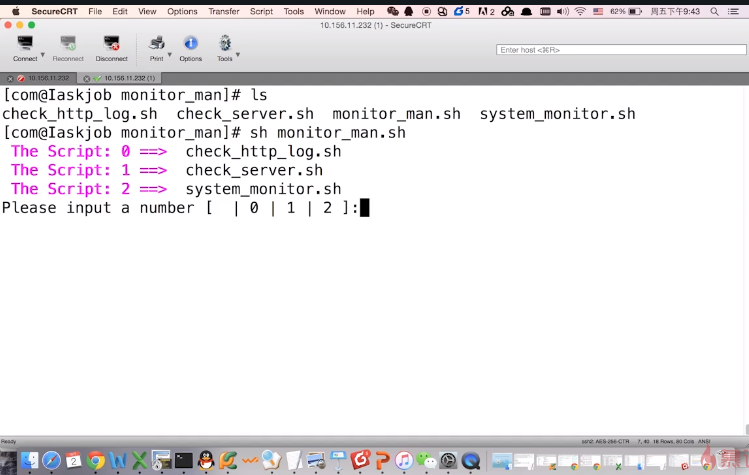 SecureCRT File Edit View Options Transfer Script Tools Window Help 5 2 62% 周五下午9:43
10.156.11.232 (1) - SecureCRT
Connect Reconnect Disconnect Print Options Tools Enter host <⌘R>
10.156.11.232 10.156.11.232 (1)
[com@Iaskjob monitor_man]# ls
check_http_log.sh check_server.sh monitor_man.sh system_monitor.sh
[com@Iaskjob monitor_man]# sh monitor_man.sh
The Script: 0 ==> check_http_log.sh
The Script: 1 ==> check_server.sh
The Script: 2 ==> system_monitor.sh
Please input a number [ | 0 | 1 | 2 ]:
Ready ssh2: AES-256-CTR 7, 40 18 Rows, 80 Cols ANSI